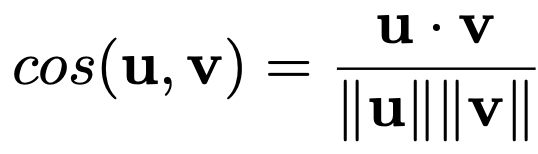 cos(u, v) = u · v / ‖u‖‖v‖